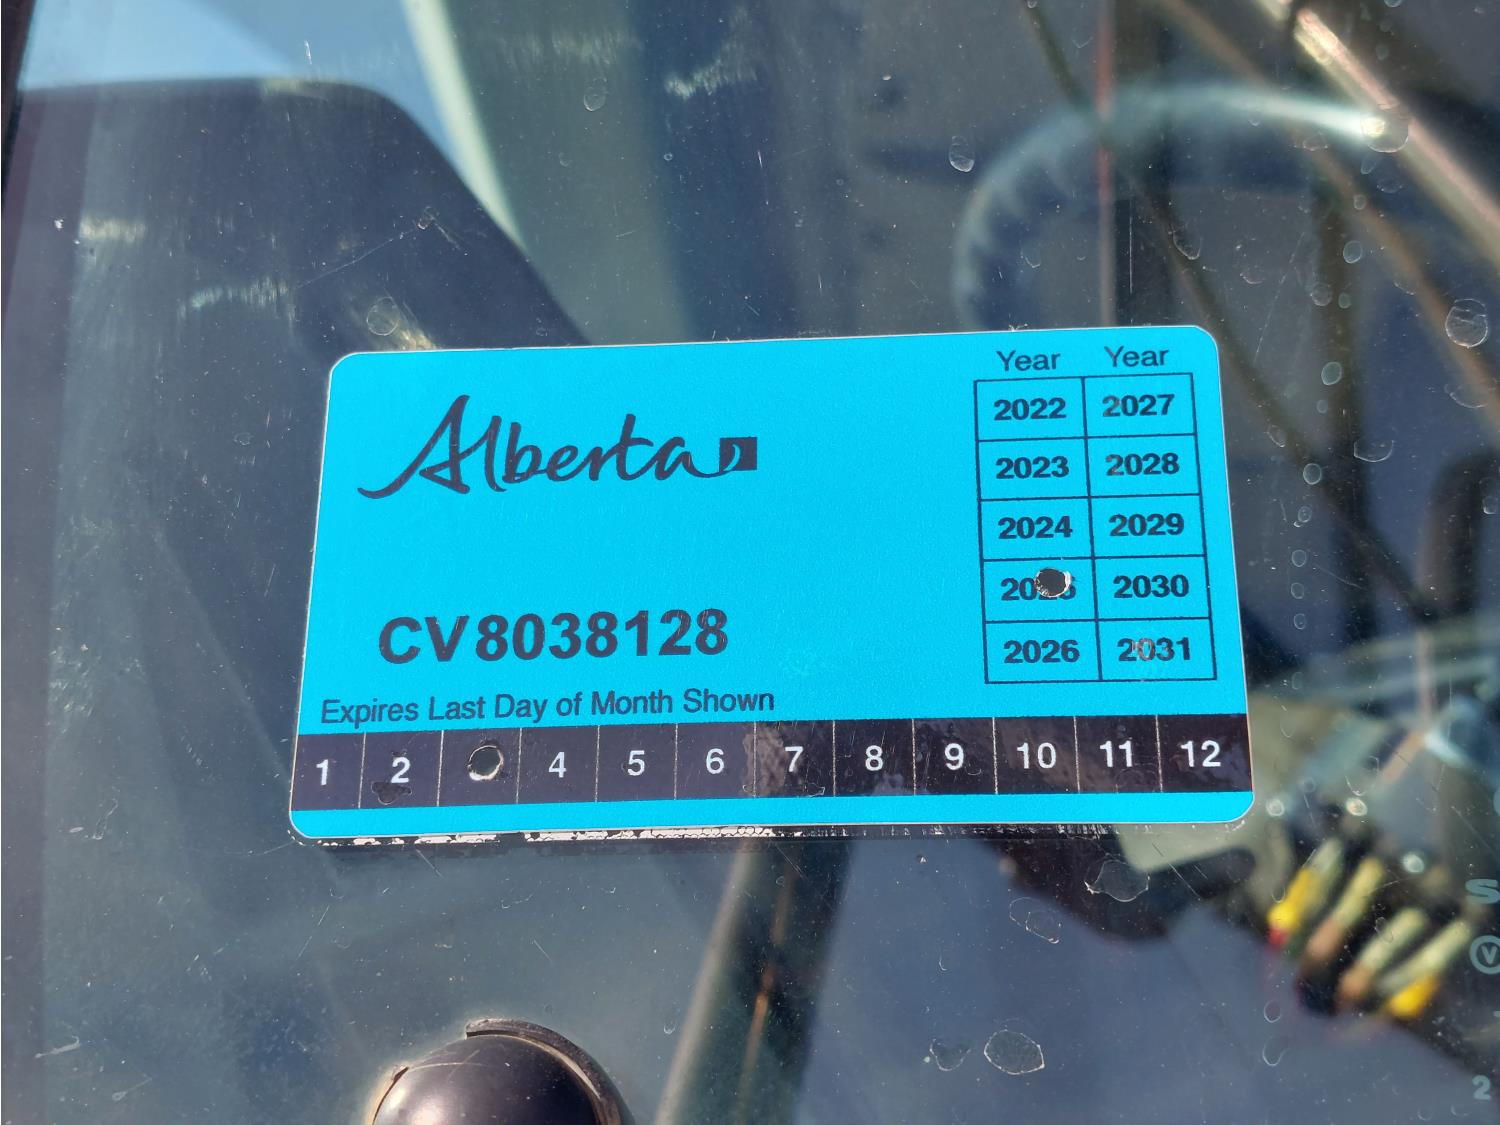 Alberta
Year Year
2022 2027
2023 2028
2024 2029
2030
2026 2031
CV8038128
Expires Last Day of Month Shown
1 2 4 5 6 7 8 9 10 11 12
S
V
2